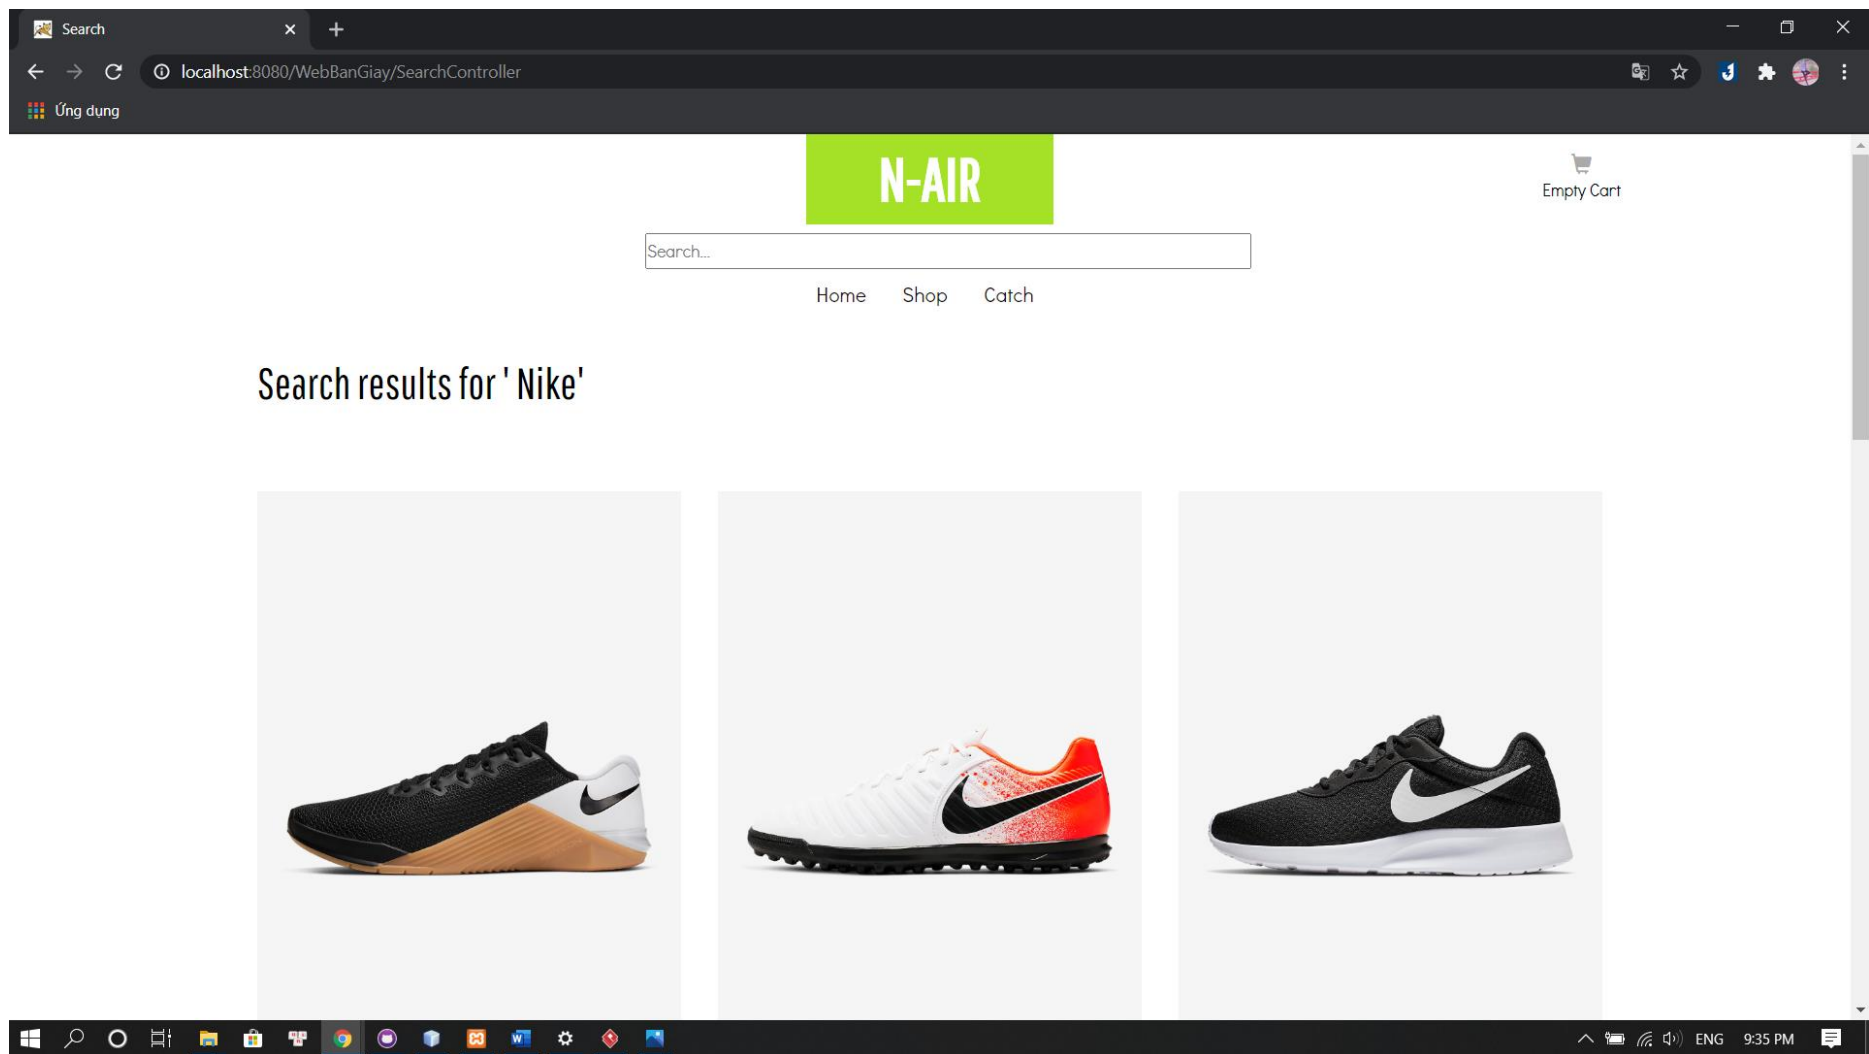 Search
localhost:8080/WebBanGiay/SearchController
Ứng dụng
N-AIR
Empty Cart
Search...
Home Shop Catch
Search results for ' Nike'
ENG 9:35 PM